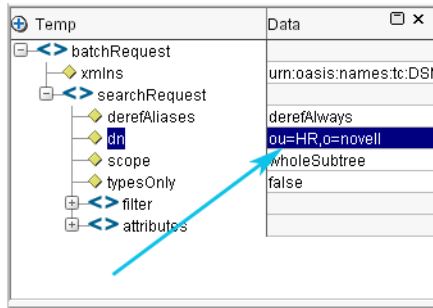 Temp Data
batchRequest
xmlns urn:oasis:names:tc:DSM
searchRequest
derefAliases derefAlways
dn ou=HR,o=novell
scope wholeSubtree
typesOnly false
filter
attributes